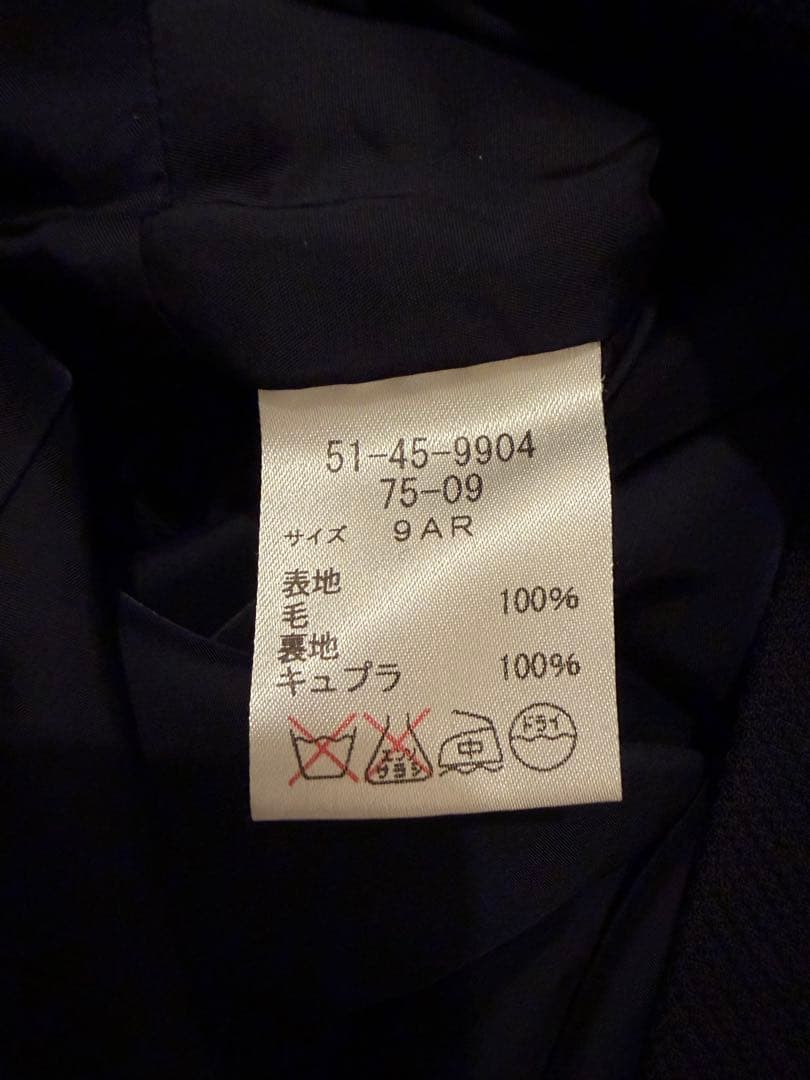 51-45-9904
75-09
サイズ 9AR
表地
毛 100%
裏地
キュプラ 100%
エンソ サラシ 中 ドライ